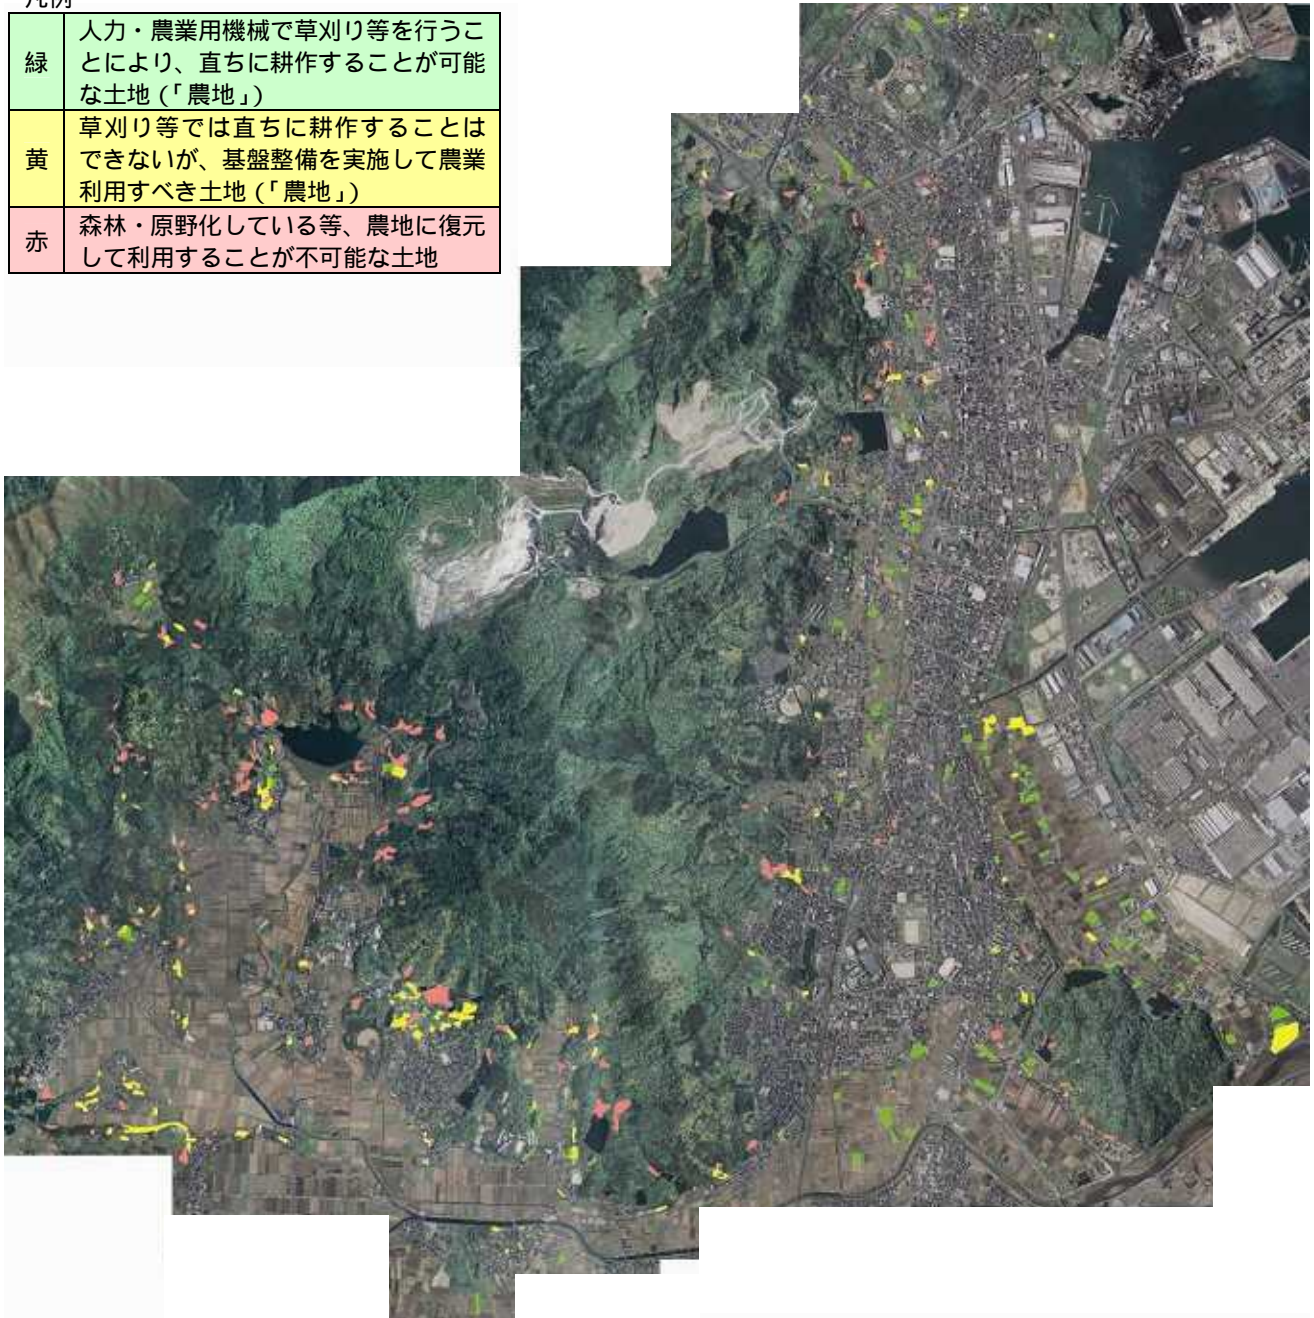 凡例
緑
人力・農業用機械で草刈り等を行うこ
とにより、直ちに耕作することが可能
な土地(「農地」)
黄
草刈り等では直ちに耕作することは
できないが、基盤整備を実施して農業
利用すべき土地(「農地」)
赤
森林・原野化している等、農地に復元
して利用することが不可能な土地